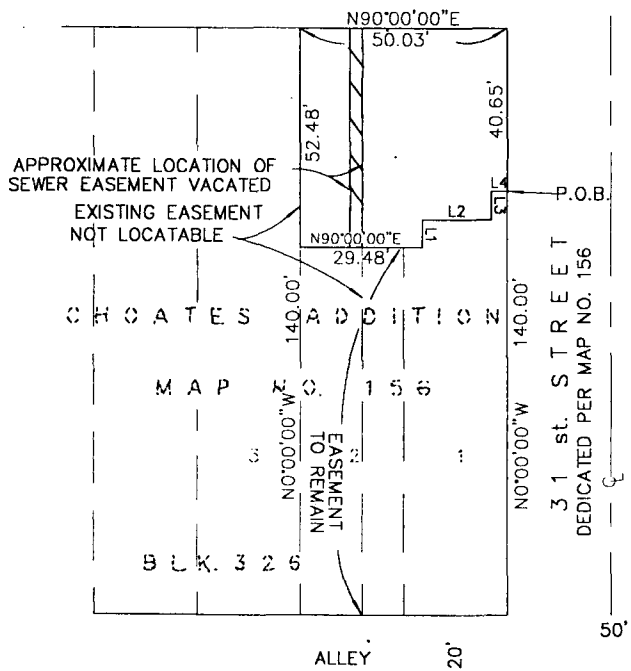 N90°00'00"E
50.03'
52.48'
40.65'
APPROXIMATE LOCATION OF
SEWER EASEMENT VACATED
L4
P.O.B.
L3
EXISTING EASEMENT
NOT LOCATABLE
L2
L1
N90°00'00"E
29.48'
140.00'
140.00'
CHOATES ADDITION
MAP NO. 156
N0°00'00"W
N0°00'00"W
3 2 1
EASEMENT
TO REMAIN
31 st. STREET
DEDICATED PER MAP NO. 156
BLK. 326
50'
ALLEY
20'